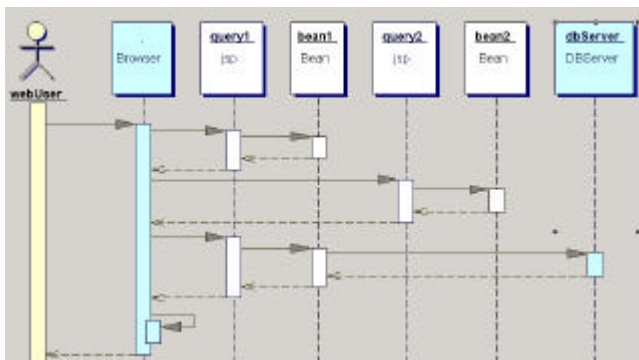 webUser
Browser
query1
jsp
bean1
Bean
query2
jsp
bean2
Bean
dbServer
DBServer